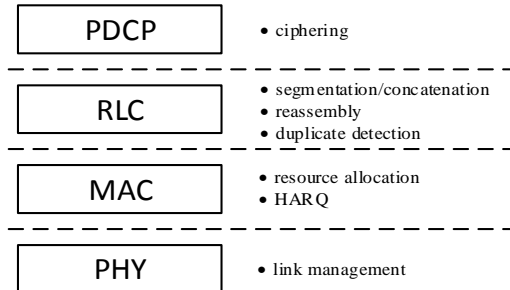 PDCP
• ciphering
RLC
• segmentation/concatenation
• reassembly
• duplicate detection
MAC
• resource allocation
• HARQ
PHY
• link management